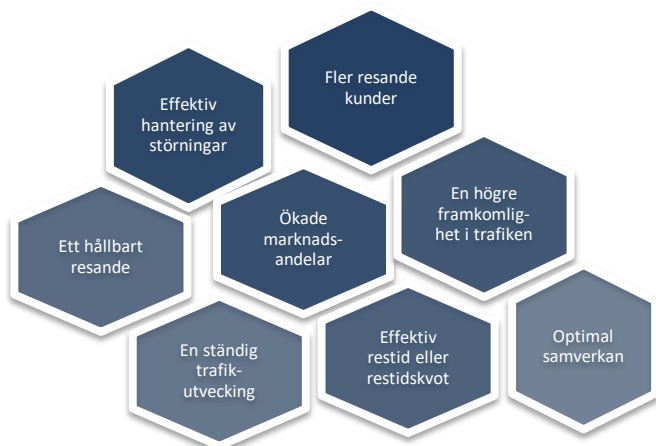 Fler resande
kunder
Effektiv
hantering av
störningar
En högre
framkomlig-
het i trafiken
Ökade
marknads-
andelar
Ett hållbart
resande
Effektiv
restid eller
restidskvot
Optimal
samverkan
En ständig
trafik-
utvecking